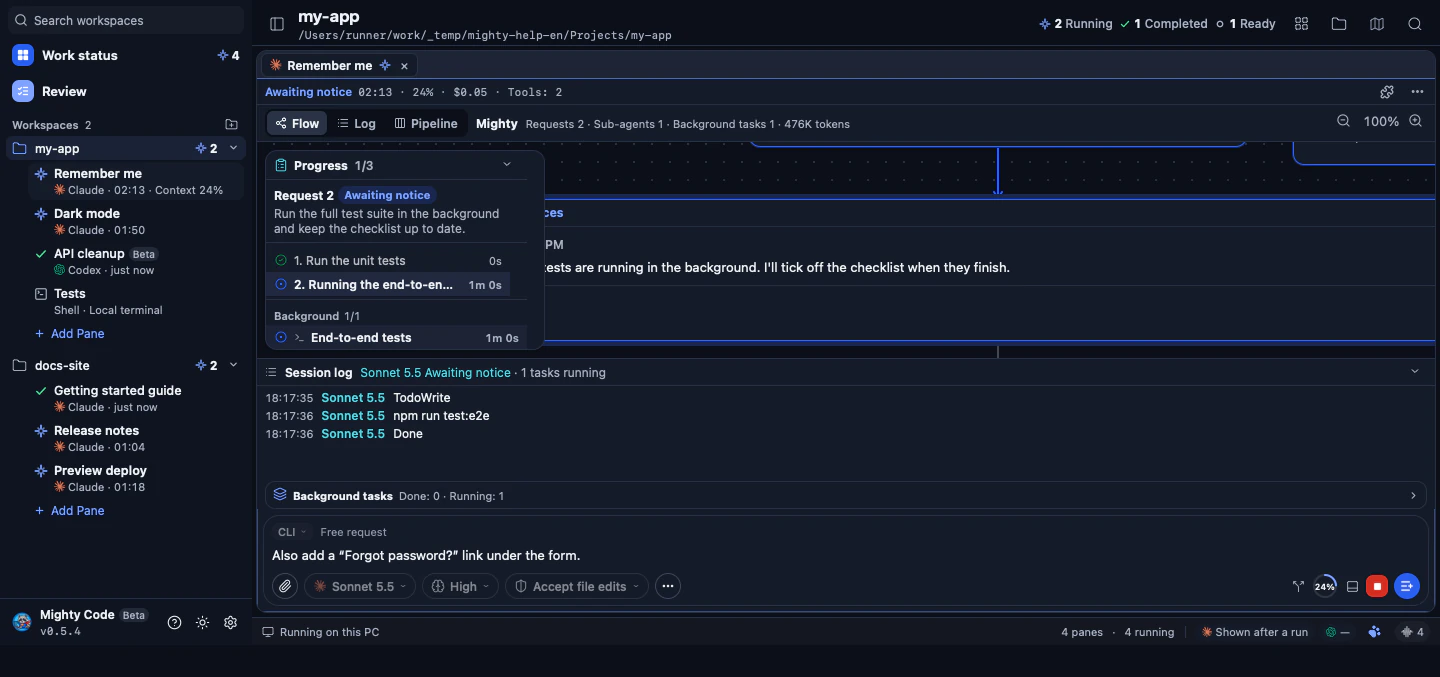 Search workspaces
Work status 4
Review
Workspaces 2
my-app 2
Remember me
Claude · 02:13 · Context 24%
Dark mode
Claude · 01:50
API cleanup Beta
Codex · just now
Tests
Shell · Local terminal
+ Add Pane
docs-site 2
Getting started guide
Claude · just now
Release notes
Claude · 01:04
Preview deploy
Claude · 01:18
+ Add Pane
Mighty Code Beta
v0.5.4
my-app
/Users/runner/work/_temp/mighty-help-en/Projects/my-app
2 Running 1 Completed 1 Ready
Remember me
Awaiting notice 02:13 · 24% · $0.05 · Tools: 2
Flow Log Pipeline Mighty Requests 2 · Sub-agents 1 · Background tasks 1 · 476K tokens
100%
Progress 1/3
Request 2 Awaiting notice
Run the full test suite in the background
and keep the checklist up to date.
1. Run the unit tests 0s
2. Running the end-to-en... 1m 0s
Background 1/1
End-to-end tests 1m 0s
ces
PM
tests are running in the background. I'll tick off the checklist when they finish.
Session log Sonnet 5.5 Awaiting notice · 1 tasks running
18:17:35 Sonnet 5.5 TodoWrite
18:17:36 Sonnet 5.5 npm run test:e2e
18:17:36 Sonnet 5.5 Done
Background tasks Done: 0 · Running: 1
CLI Free request
Also add a “Forgot password?” link under the form.
Sonnet 5.5 High Accept file edits
24%
Running on this PC
4 panes · 4 running Shown after a run — 4